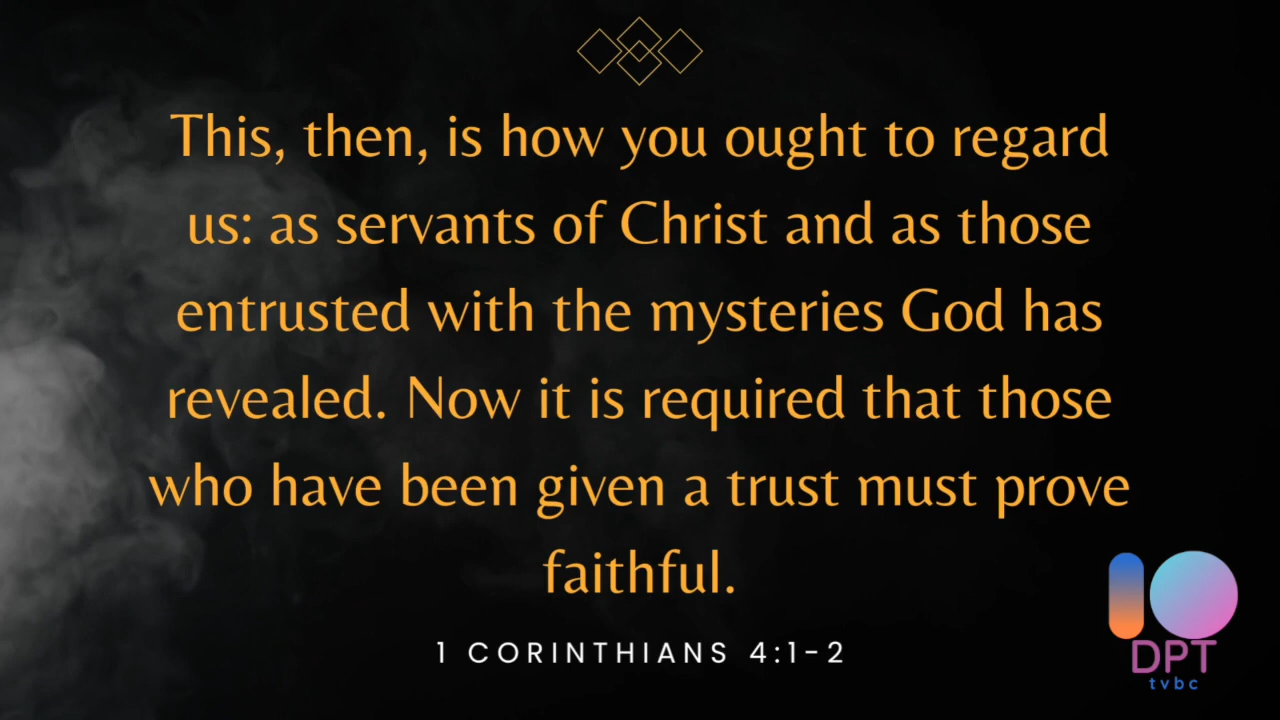 This, then, is how you ought to regard
us: as servants of Christ and as those
entrusted with the mysteries God has
revealed. Now it is required that those
who have been given a trust must prove
faithful.
1 CORINTHIANS 4:1-2
10
DPT
tvbc